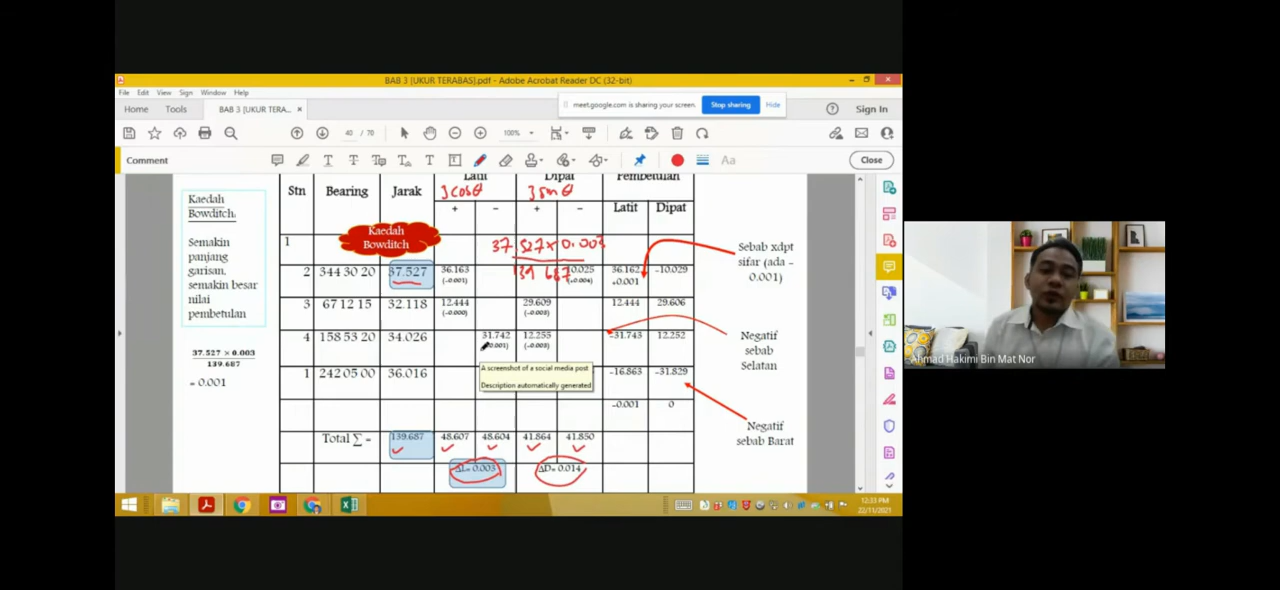 BAB 3 [UKUR TERABAS].pdf - Adobe Acrobat Reader DC (32-bit)
File Edit View Sign Window Help
Home Tools BAB 3 [UKUR TERA... ×
meet.google.com is sharing your screen. Stop sharing Hide
Sign In
40 / 70 100%
Comment
Aa Close
Latit Dipat Pembetulan
Stn Bearing Jarak
Jcosθ Jsinθ
+ - + - Latit Dipat
Kaedah
Bowditch:
Semakin
panjang
garisan,
semakin besar
nilai
pembetulan
37.527 × 0.003
139.687
= 0.001
1
Kaedah
Bowditch
37.527 x 0.003
139.687
2 344 30 20 37.527 36.163 10.025 36.162 -10.029
(-0.001) (-0.004) +0.001
3 67 12 15 32.118 12.444 29.609 12.444 29.606
(-0.000) (-0.003)
4 158 53 20 34.026 31.742 12.255 -31.743 12.252
(-0.003)
A screenshot of a social media post
Description automatically generated
1 242 05 00 36.016 -16.863 -31.829
-0.001 0
Total ∑ = 139.687 48.607 48.604 41.864 41.850
ΔL= 0.003 ΔD= 0.014
Sebab xdpt
sifar (ada -
0.001)
Negatif
sebab
Selatan
Negatif
sebab Barat
12:33 PM
22/11/2021
Ahmad Hakimi Bin Mat Nor